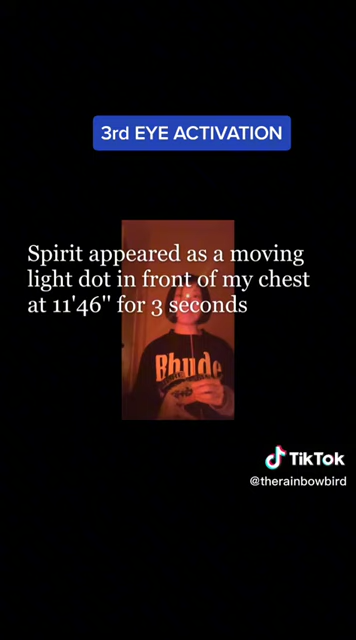 3rd EYE ACTIVATION
Spirit appeared as a moving
light dot in front of my chest
at 11'46'' for 3 seconds
Bhude
TikTok
@therainbowbird